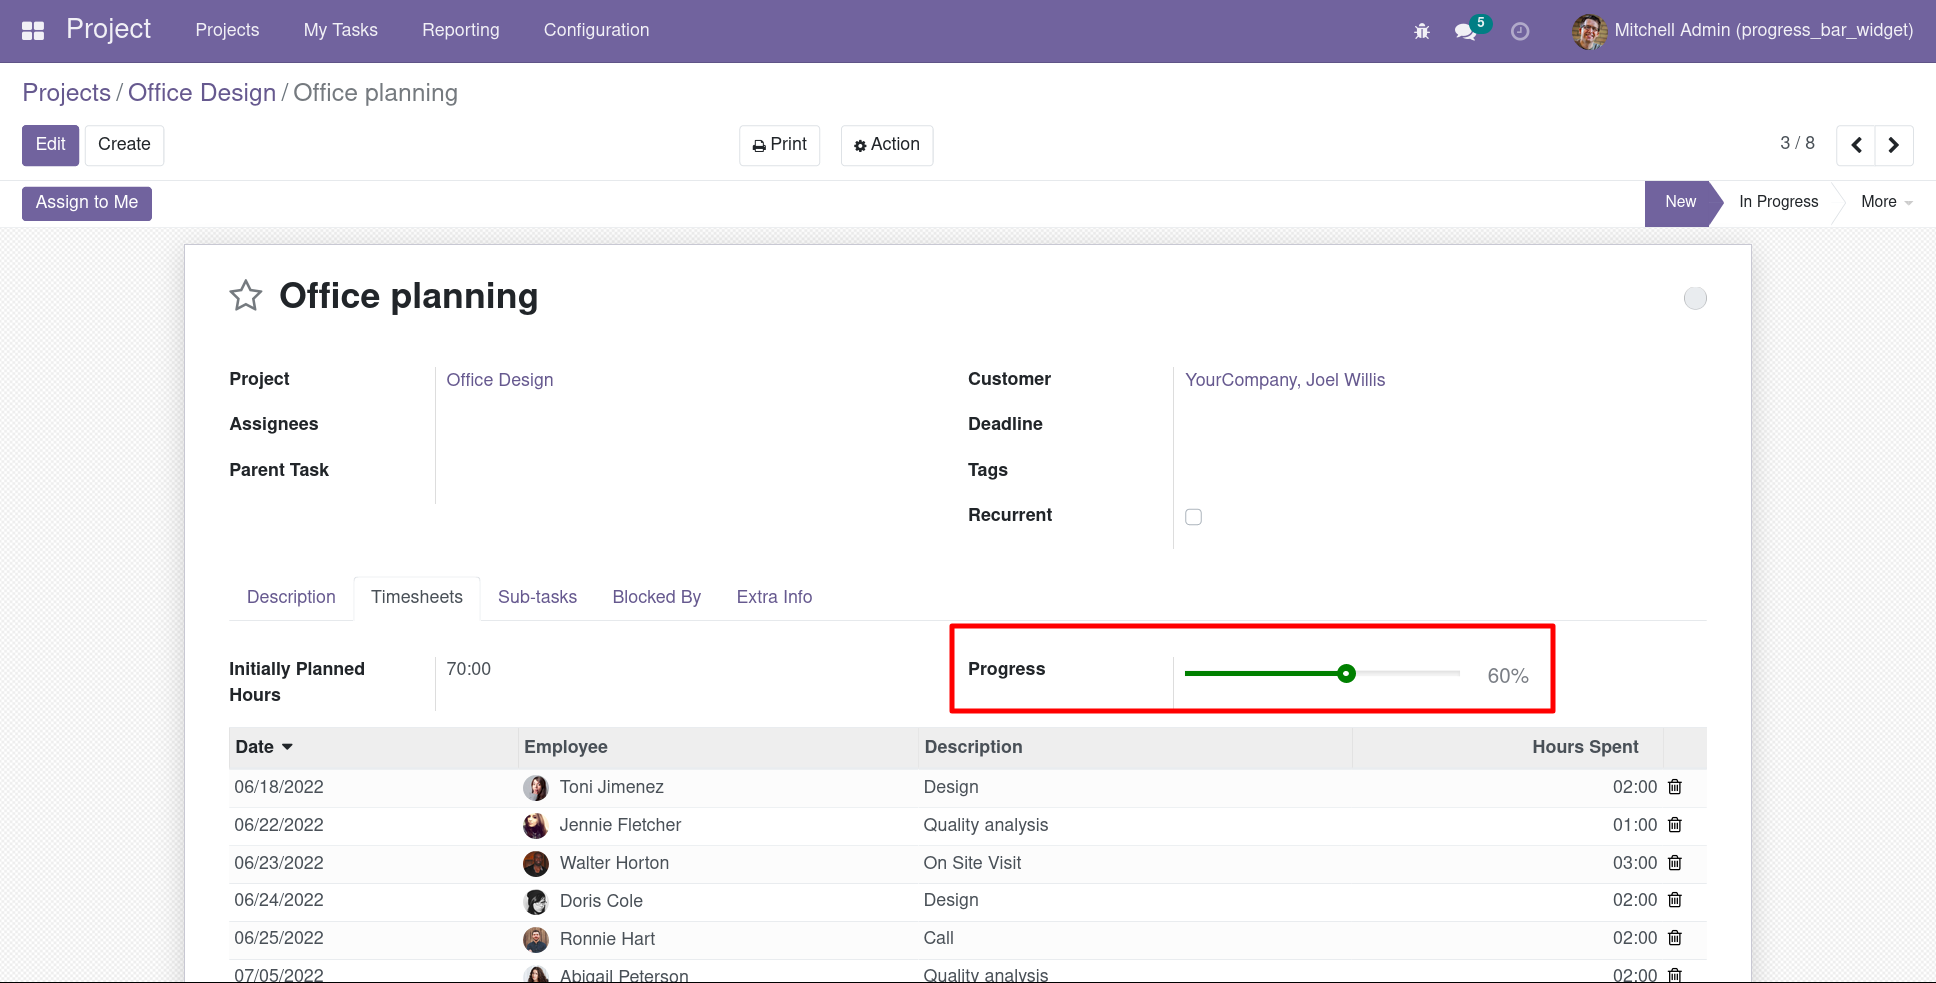 Project Projects My Tasks Reporting Configuration 5 Mitchell Admin (progress_bar_widget)
Projects / Office Design / Office planning
Edit Create Print Action 3 / 8
Assign to Me New In Progress More
Office planning
Project Office Design Customer YourCompany, Joel Willis
Assignees Deadline
Parent Task Tags
Recurrent
Description Timesheets Sub-tasks Blocked By Extra Info
Initially Planned Hours 70:00 Progress 60%
Date Employee Description Hours Spent
06/18/2022 Toni Jimenez Design 02:00
06/22/2022 Jennie Fletcher Quality analysis 01:00
06/23/2022 Walter Horton On Site Visit 03:00
06/24/2022 Doris Cole Design 02:00
06/25/2022 Ronnie Hart Call 02:00
07/05/2022 Abigail Peterson Quality analysis 02:00